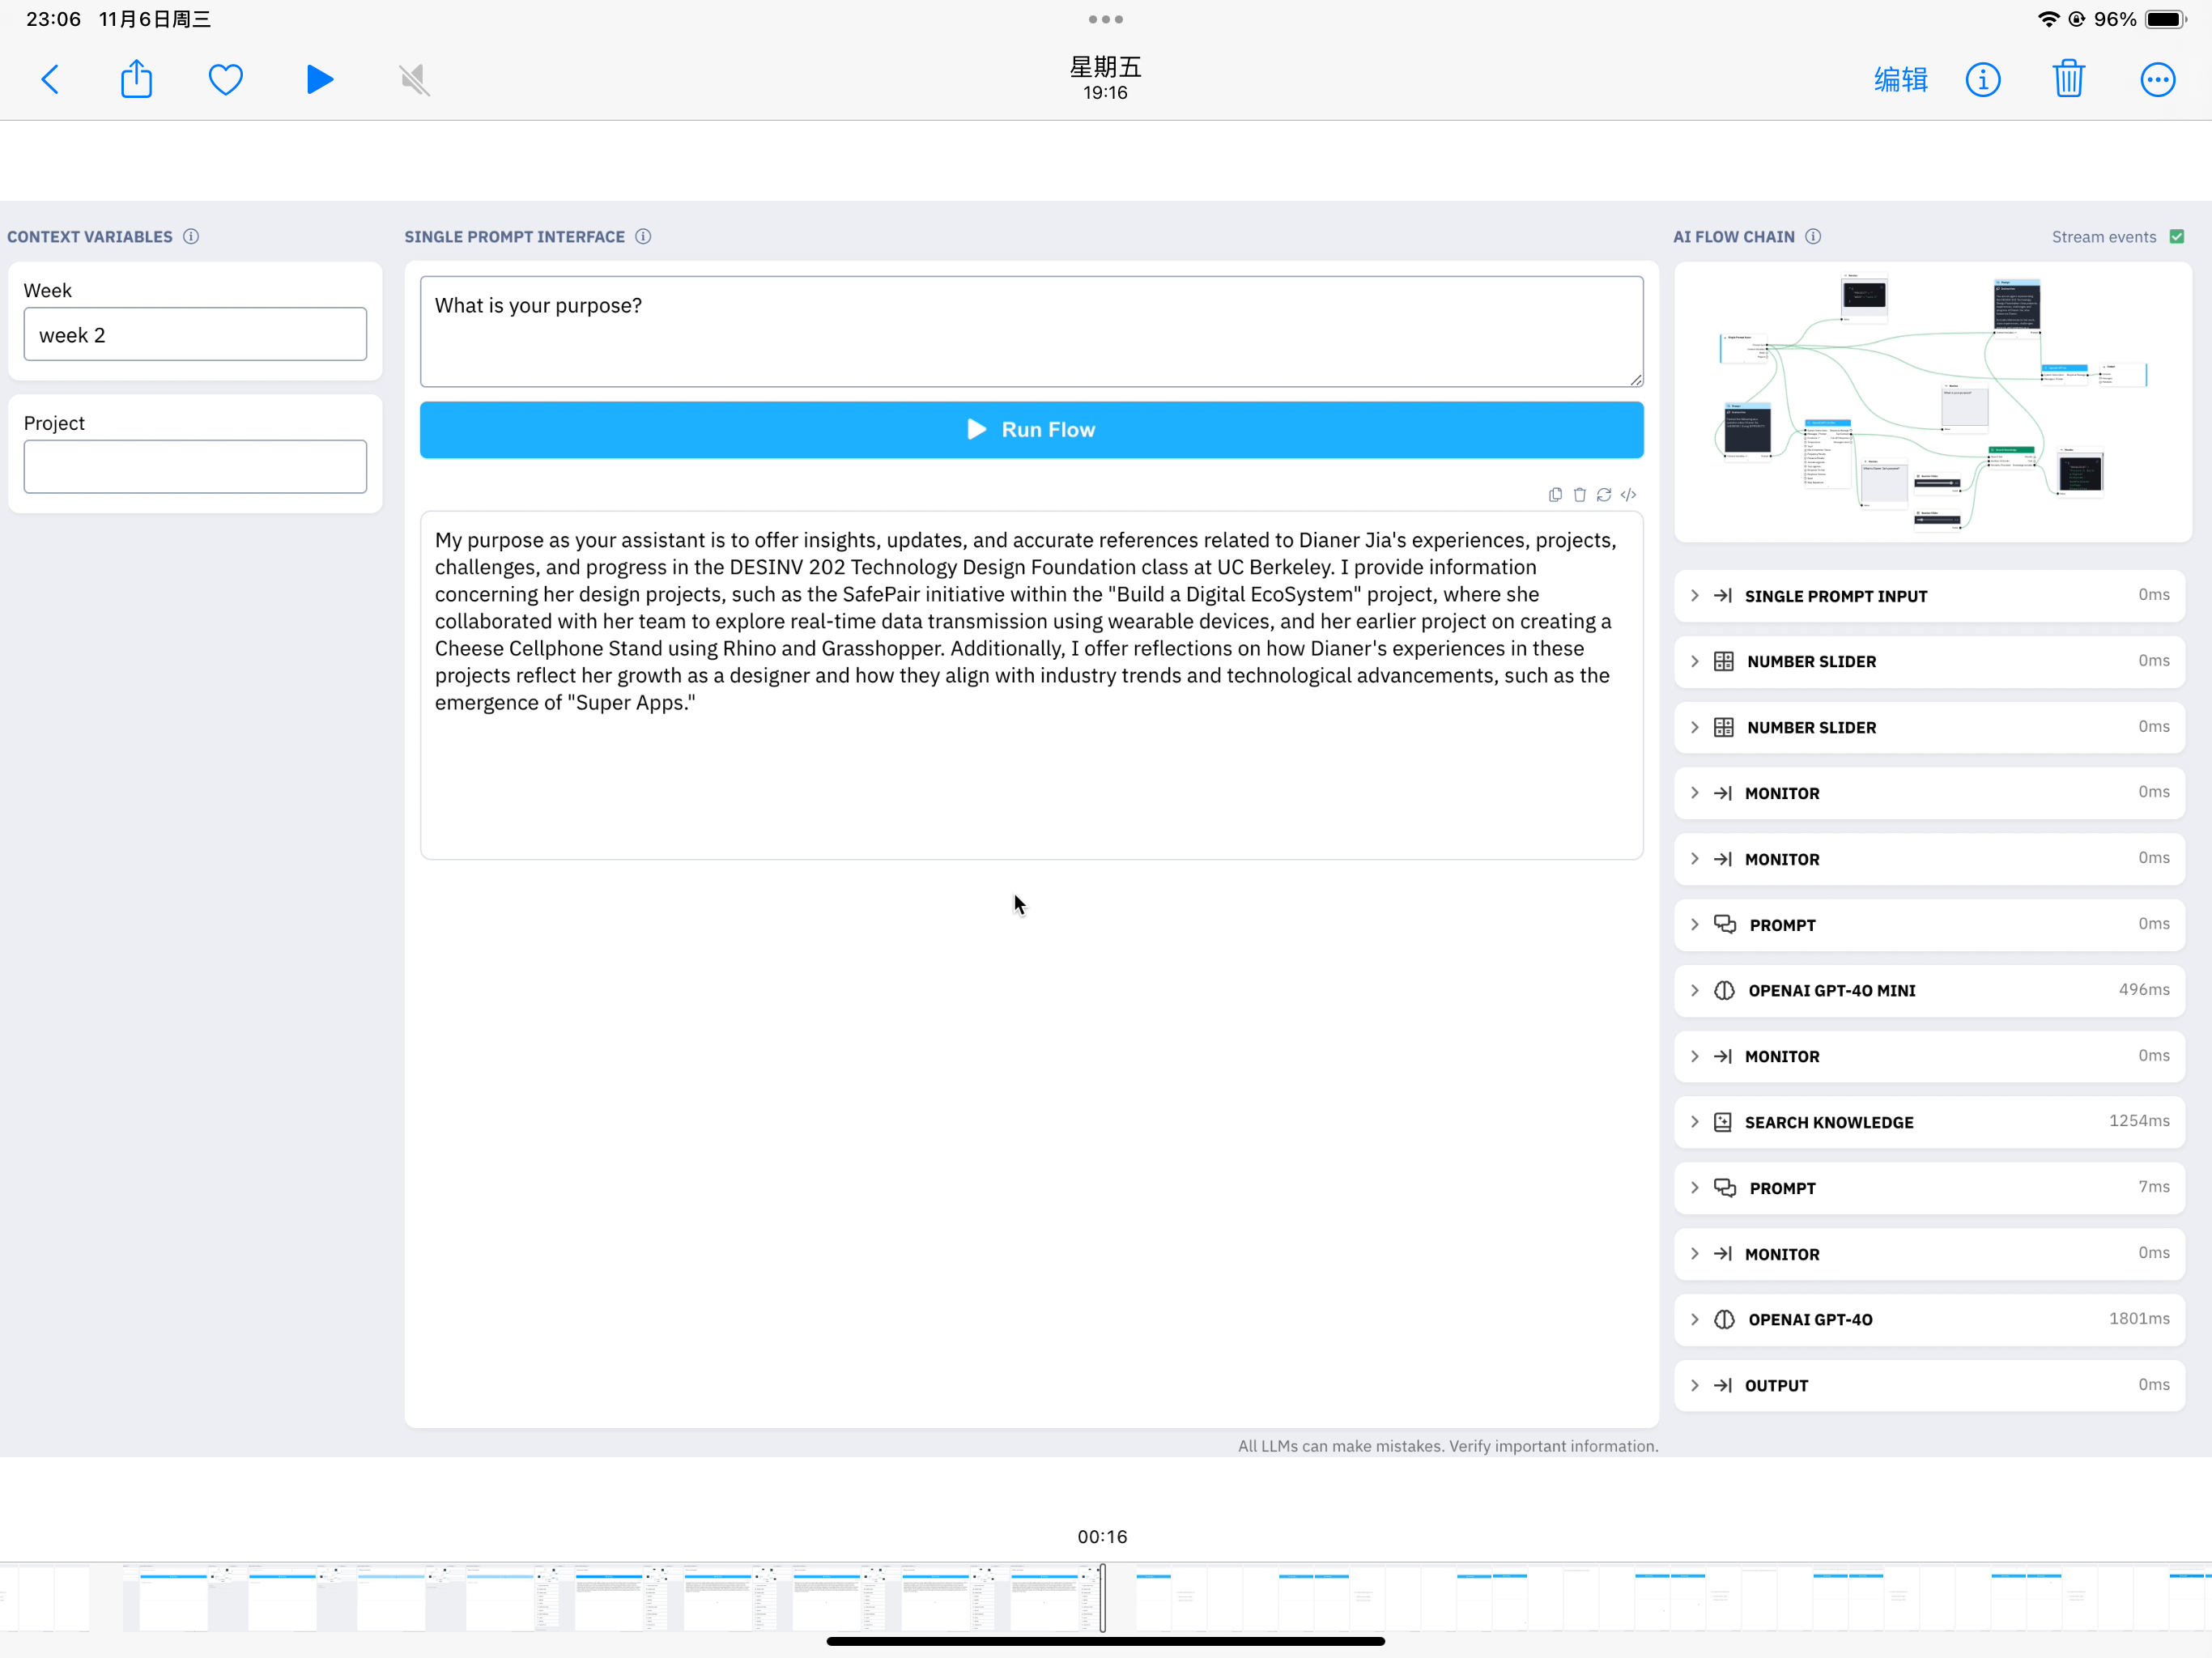 23:06 11月6日周三
96%
星期五
19:16
编辑
CONTEXT VARIABLES
Week
week 2
Project
SINGLE PROMPT INTERFACE
What is your purpose?
Run Flow
My purpose as your assistant is to offer insights, updates, and accurate references related to Dianer Jia's experiences, projects,
challenges, and progress in the DESINV 202 Technology Design Foundation class at UC Berkeley. I provide information
concerning her design projects, such as the SafePair initiative within the "Build a Digital EcoSystem" project, where she
collaborated with her team to explore real-time data transmission using wearable devices, and her earlier project on creating a
Cheese Cellphone Stand using Rhino and Grasshopper. Additionally, I offer reflections on how Dianer's experiences in these
projects reflect her growth as a designer and how they align with industry trends and technological advancements, such as the
emergence of "Super Apps."
All LLMs can make mistakes. Verify important information.
AI FLOW CHAIN
Stream events
SINGLE PROMPT INPUT 0ms
NUMBER SLIDER 0ms
NUMBER SLIDER 0ms
MONITOR 0ms
MONITOR 0ms
PROMPT 0ms
OPENAI GPT-4O MINI 496ms
MONITOR 0ms
SEARCH KNOWLEDGE 1254ms
PROMPT 7ms
MONITOR 0ms
OPENAI GPT-4O 1801ms
OUTPUT 0ms
00:16